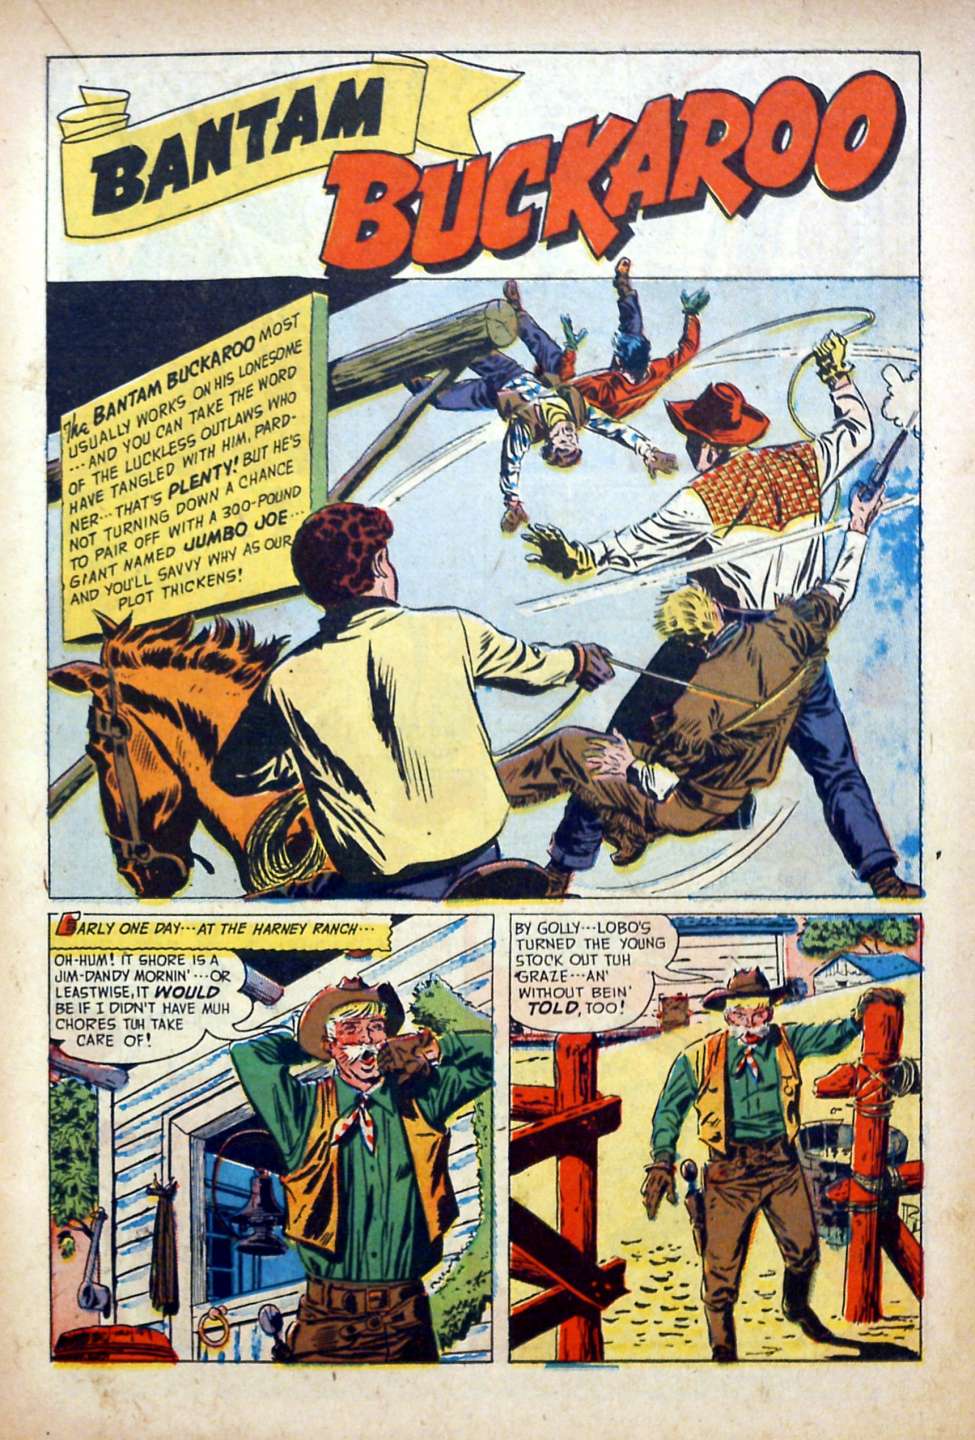 BANTAM
BUCKAROO
The BANTAM BUCKAROO MOST
USUALLY WORKS ON HIS LONESOME
... AND YOU CAN TAKE THE WORD
OF THE LUCKLESS OUTLAWS WHO
HAVE TANGLED WITH HIM, PARD-
NER... THAT'S PLENTY! BUT HE'S
NOT TURNING DOWN A CHANCE
TO PAIR OFF WITH A 300-POUND
GIANT NAMED JUMBO JOE...
AND YOU'LL SAVVY WHY AS OUR
PLOT THICKENS!
EARLY ONE DAY... AT THE HARNEY RANCH...
OH-HUM! IT SHORE IS A
JIM-DANDY MORNIN'... OR
LEASTWISE, IT WOULD
BE IF I DIDN'T HAVE MUH
CHORES TUH TAKE
CARE OF!
BY GOLLY... LOBO'S
TURNED THE YOUNG
STOCK OUT TUH
GRAZE... AN'
WITHOUT BEIN'
TOLD, TOO!